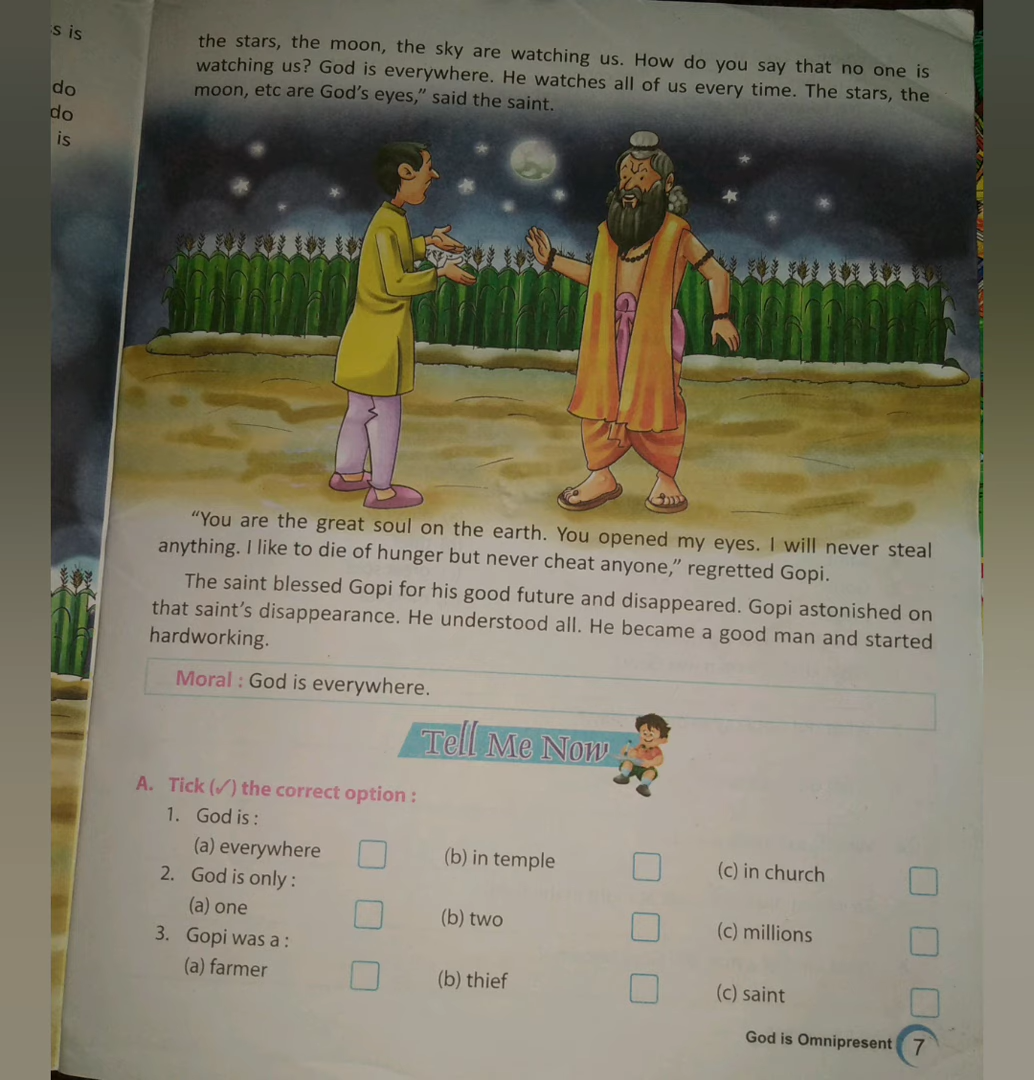 s is
do
do
is
the stars, the moon, the sky are watching us. How do you say that no one is
watching us? God is everywhere. He watches all of us every time. The stars, the
moon, etc are God's eyes,” said the saint.
“You are the great soul on the earth. You opened my eyes. I will never steal
anything. I like to die of hunger but never cheat anyone,” regretted Gopi.
The saint blessed Gopi for his good future and disappeared. Gopi astonished on
that saint's disappearance. He understood all. He became a good man and started
hardworking.
Moral : God is everywhere.
Tell Me Now
A. Tick (✓) the correct option :
1. God is :
(a) everywhere (b) in temple (c) in church
2. God is only :
(a) one (b) two (c) millions
3. Gopi was a :
(a) farmer (b) thief (c) saint
God is Omnipresent 7